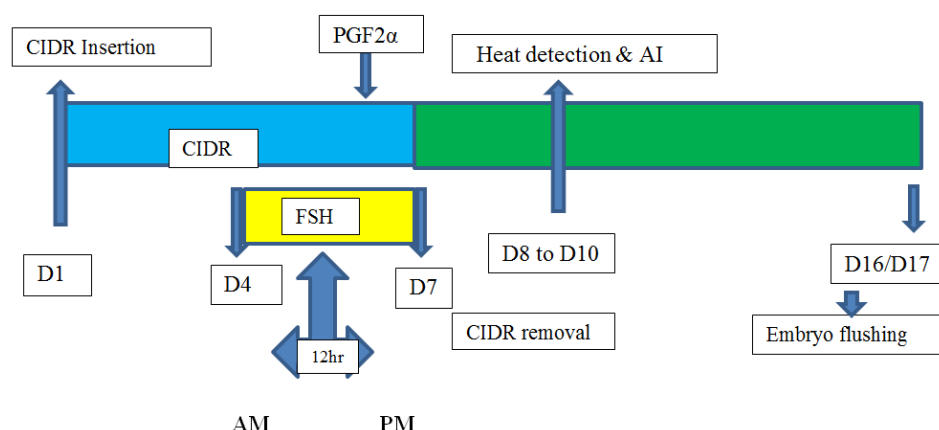 PGF2α
CIDR Insertion
Heat detection & AI
CIDR
FSH
D1
D4
D7
D8 to D10
D16/D17
CIDR removal
Embryo flushing
12hr
AM
PM